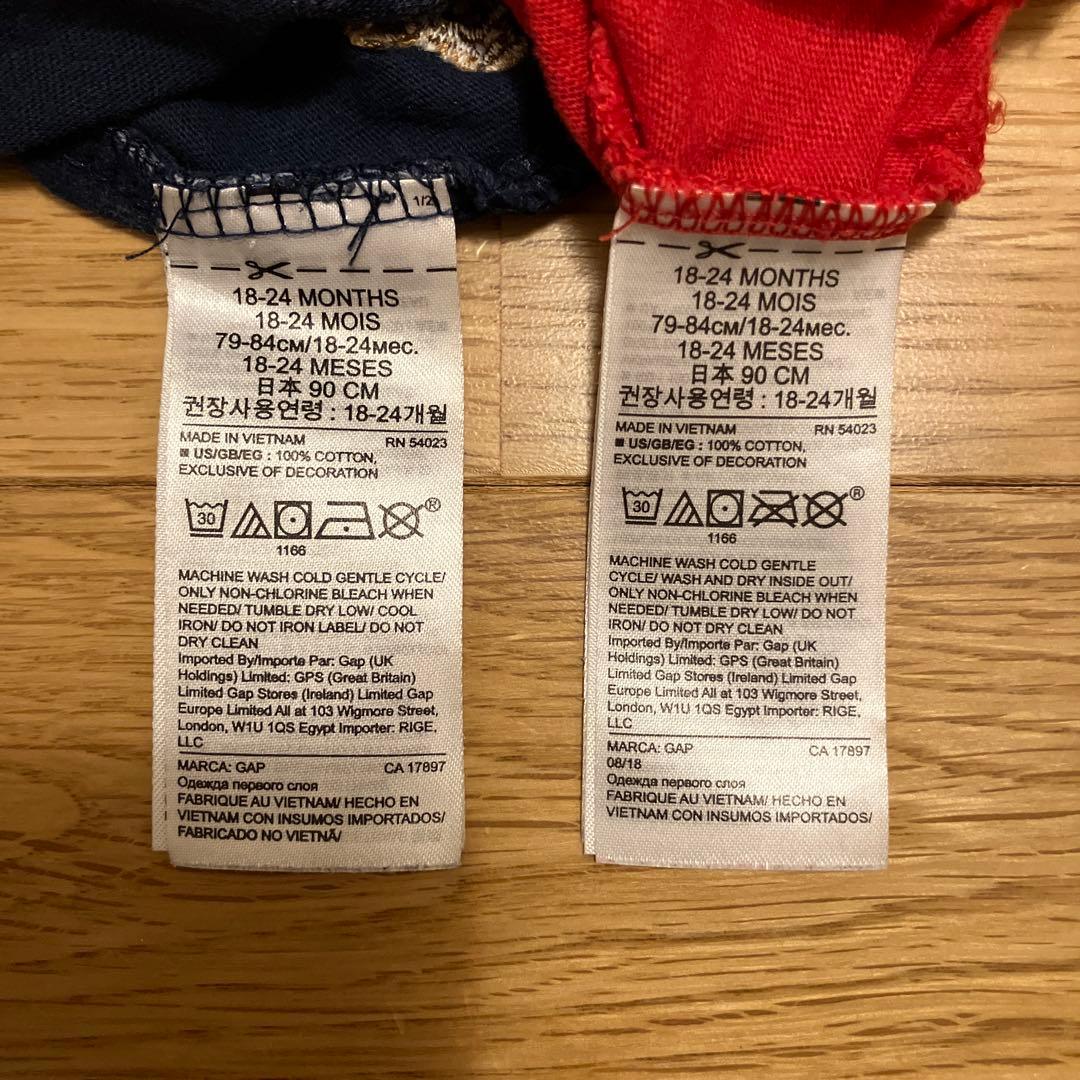 1/2
18-24 MONTHS
18-24 MOIS
79-84см/18-24мес.
18-24 MESES
日本 90 CM
권장사용연령 : 18-24개월
MADE IN VIETNAM RN 54023
■ US/GB/EG : 100% COTTON,
EXCLUSIVE OF DECORATION
30 ®
1166
MACHINE WASH COLD GENTLE CYCLE/
ONLY NON-CHLORINE BLEACH WHEN
NEEDED/ TUMBLE DRY LOW/ COOL
IRON/ DO NOT IRON LABEL/ DO NOT
DRY CLEAN
Imported By/Importe Par: Gap (UK
Holdings) Limited: GPS (Great Britain)
Limited Gap Stores (Ireland) Limited Gap
Europe Limited All at 103 Wigmore Street,
London, W1U 1QS Egypt Importer: RIGE,
LLC
MARCA: GAP CA 17897
Одежда первого слоя
FABRIQUE AU VIETNAM/ HECHO EN
VIETNAM CON INSUMOS IMPORTADOS/
FABRICADO NO VIETNÃ/
18-24 MONTHS
18-24 MOIS
79-84см/18-24мес.
18-24 MESES
日本 90 CM
권장사용연령 : 18-24개월
MADE IN VIETNAM RN 54023
■ US/GB/EG : 100% COTTON,
EXCLUSIVE OF DECORATION
30 ®
1166
MACHINE WASH COLD GENTLE
CYCLE/ WASH AND DRY INSIDE OUT/
ONLY NON-CHLORINE BLEACH WHEN
NEEDED/ TUMBLE DRY LOW/ DO NOT
IRON/ DO NOT DRY CLEAN
Imported By/Importe Par: Gap (UK
Holdings) Limited: GPS (Great Britain)
Limited Gap Stores (Ireland) Limited Gap
Europe Limited All at 103 Wigmore Street,
London, W1U 1QS Egypt Importer: RIGE,
LLC
MARCA: GAP CA 17897
08/18
Одежда первого слоя
FABRIQUE AU VIETNAM/ HECHO EN
VIETNAM CON INSUMOS IMPORTADOS/